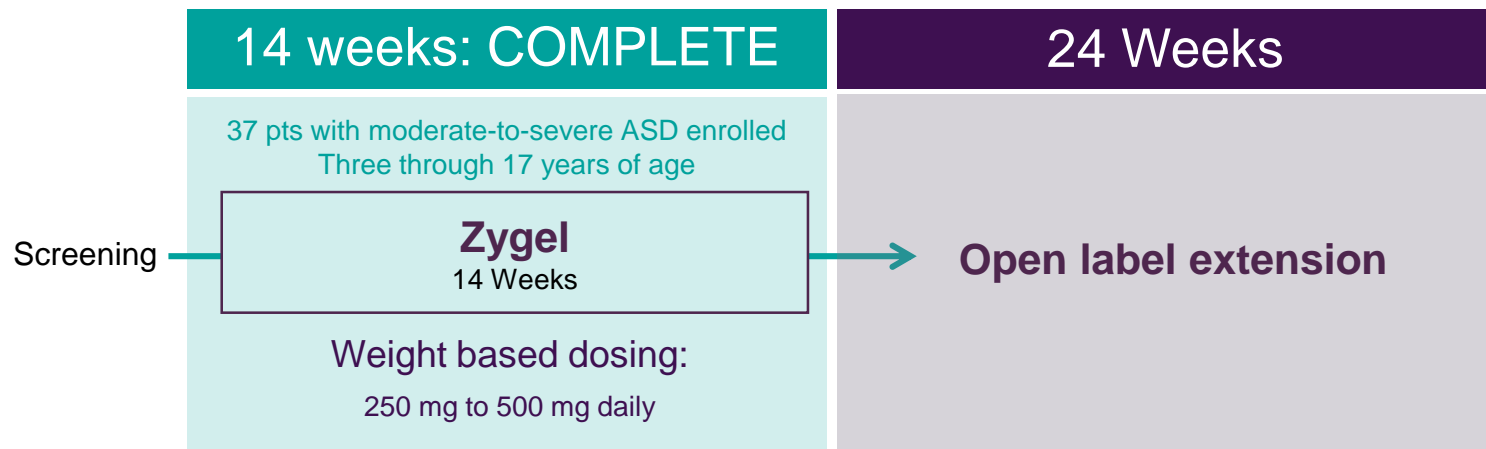 14 weeks: COMPLETE
24 Weeks
37 pts with moderate-to-severe ASD enrolled
Three through 17 years of age
Screening
Zygel
14 Weeks
Open label extension
Weight based dosing:
250 mg to 500 mg daily